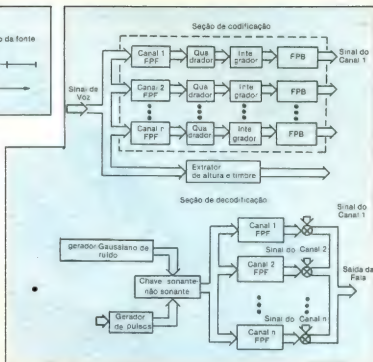 o da fonte
Seção de codificação
Sinal de Voz
Canal 1 FPF
Qua drador
Inte grador
FPB
Sinal do Canal 1
Canal 2 FPF
Qua drador
Inte grador
FPB
Canal n FPF
Qua drador
Inte grador
FPB
Extrator de altura e timbre
Seção de decodificação
gerador Gaussiano de ruído
Chave sonante não sonante
Gerador de pulsos
Canal 1 FPF
Sinal do Canal 1
Sinal do Canal 2
Canal 2 FPF
Sinal do Canal n
Canal n FPF
Saída da Fala